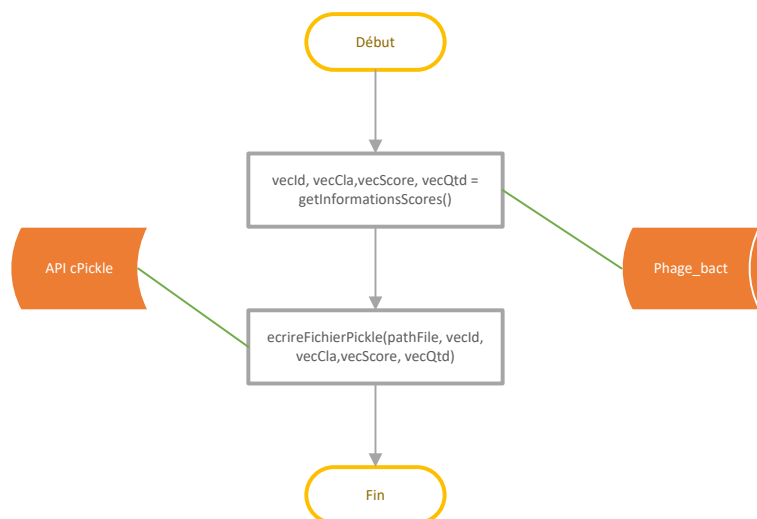 Début
vecId, vecCla,vecScore, vecQtd =
getInformationsScores()
API cPickle
Phage_bact
ecrireFichierPickle(pathFile, vecId,
vecCla,vecScore, vecQtd)
Fin